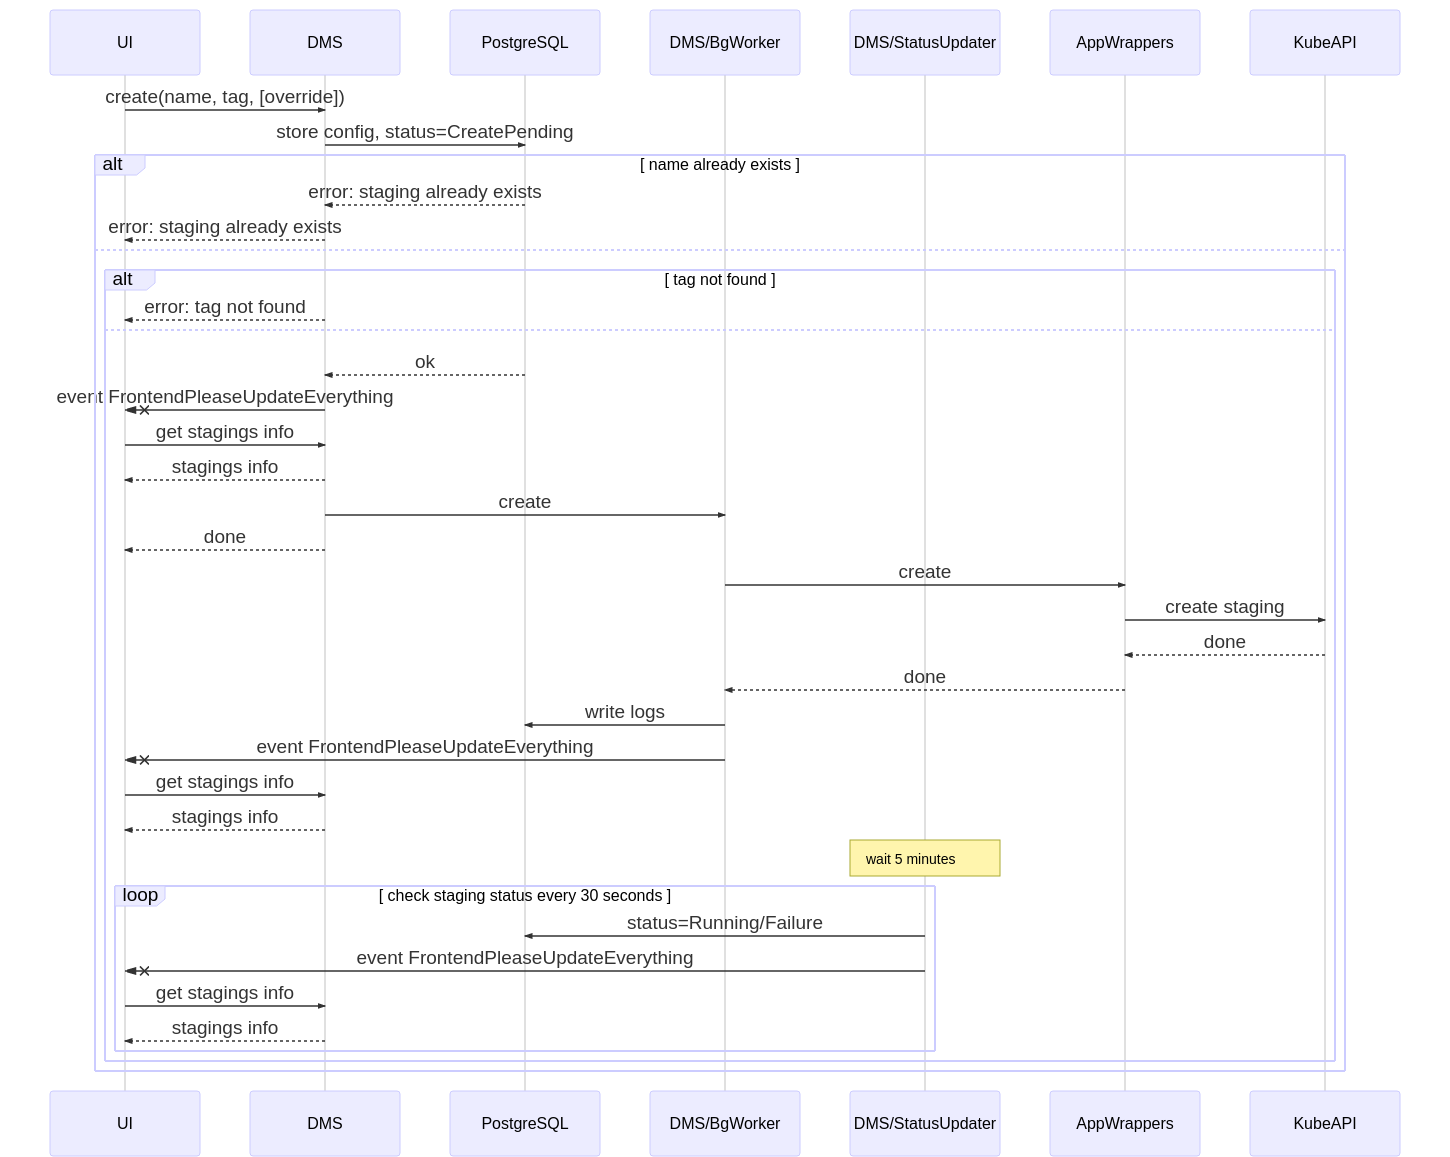 UI
DMS
PostgreSQL
DMS/BgWorker
DMS/StatusUpdater
AppWrappers
KubeAPI
create(name, tag, [override])
store config, status=CreatePending
alt
[ name already exists ]
error: staging already exists
error: staging already exists
alt
[ tag not found ]
error: tag not found
ok
event FrontendPleaseUpdateEverything
get stagings info
stagings info
create
done
create
create staging
done
done
write logs
event FrontendPleaseUpdateEverything
get stagings info
stagings info
wait 5 minutes
loop
[ check staging status every 30 seconds ]
status=Running/Failure
event FrontendPleaseUpdateEverything
get stagings info
stagings info
UI
DMS
PostgreSQL
DMS/BgWorker
DMS/StatusUpdater
AppWrappers
KubeAPI